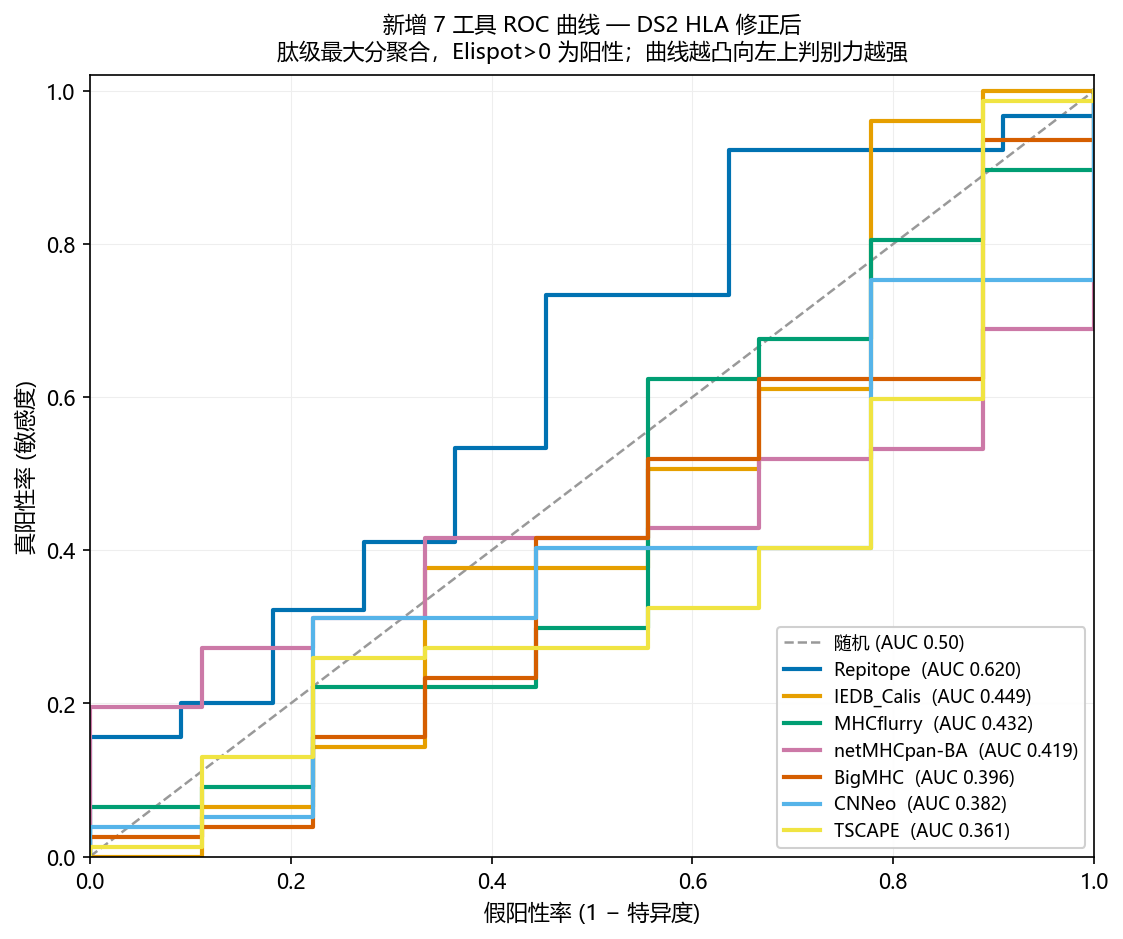 新增 7 工具 ROC 曲线 — DS2 HLA 修正后
肽级最大分聚合，Elispot>0 为阳性；曲线越凸向左上判别力越强
真阳性率 (敏感度)
1.0
0.8
0.6
0.4
0.2
0.0
0.0 0.2 0.4 0.6 0.8 1.0
假阳性率 (1 − 特异度)
随机 (AUC 0.50)
Repitope (AUC 0.620)
IEDB_Calis (AUC 0.449)
MHCflurry (AUC 0.432)
netMHCpan-BA (AUC 0.419)
BigMHC (AUC 0.396)
CNNeo (AUC 0.382)
TSCAPE (AUC 0.361)